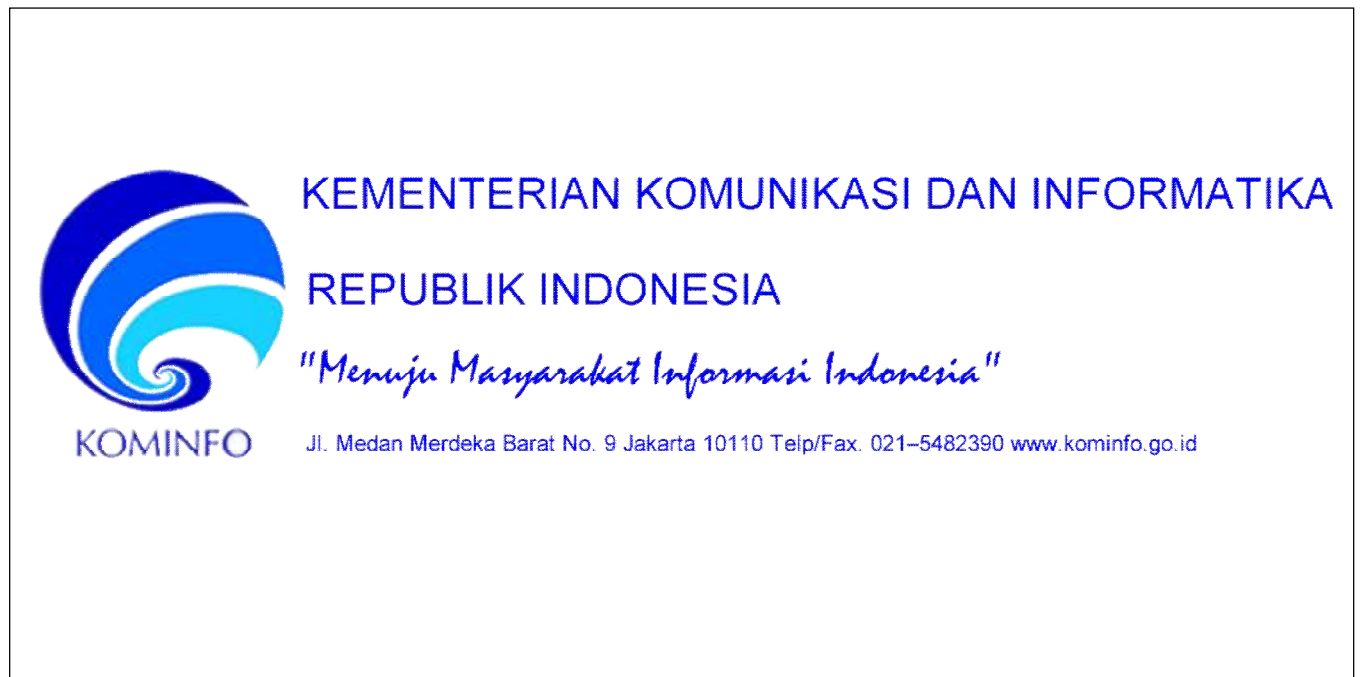 KEMENTERIAN KOMUNIKASI DAN INFORMATIKA
REPUBLIK INDONESIA
"Menuju Masyarakat Informasi Indonesia"
KOMINFO
Jl. Medan Merdeka Barat No. 9 Jakarta 10110 Telp/Fax. 021–5482390 www.kominfo.go.id